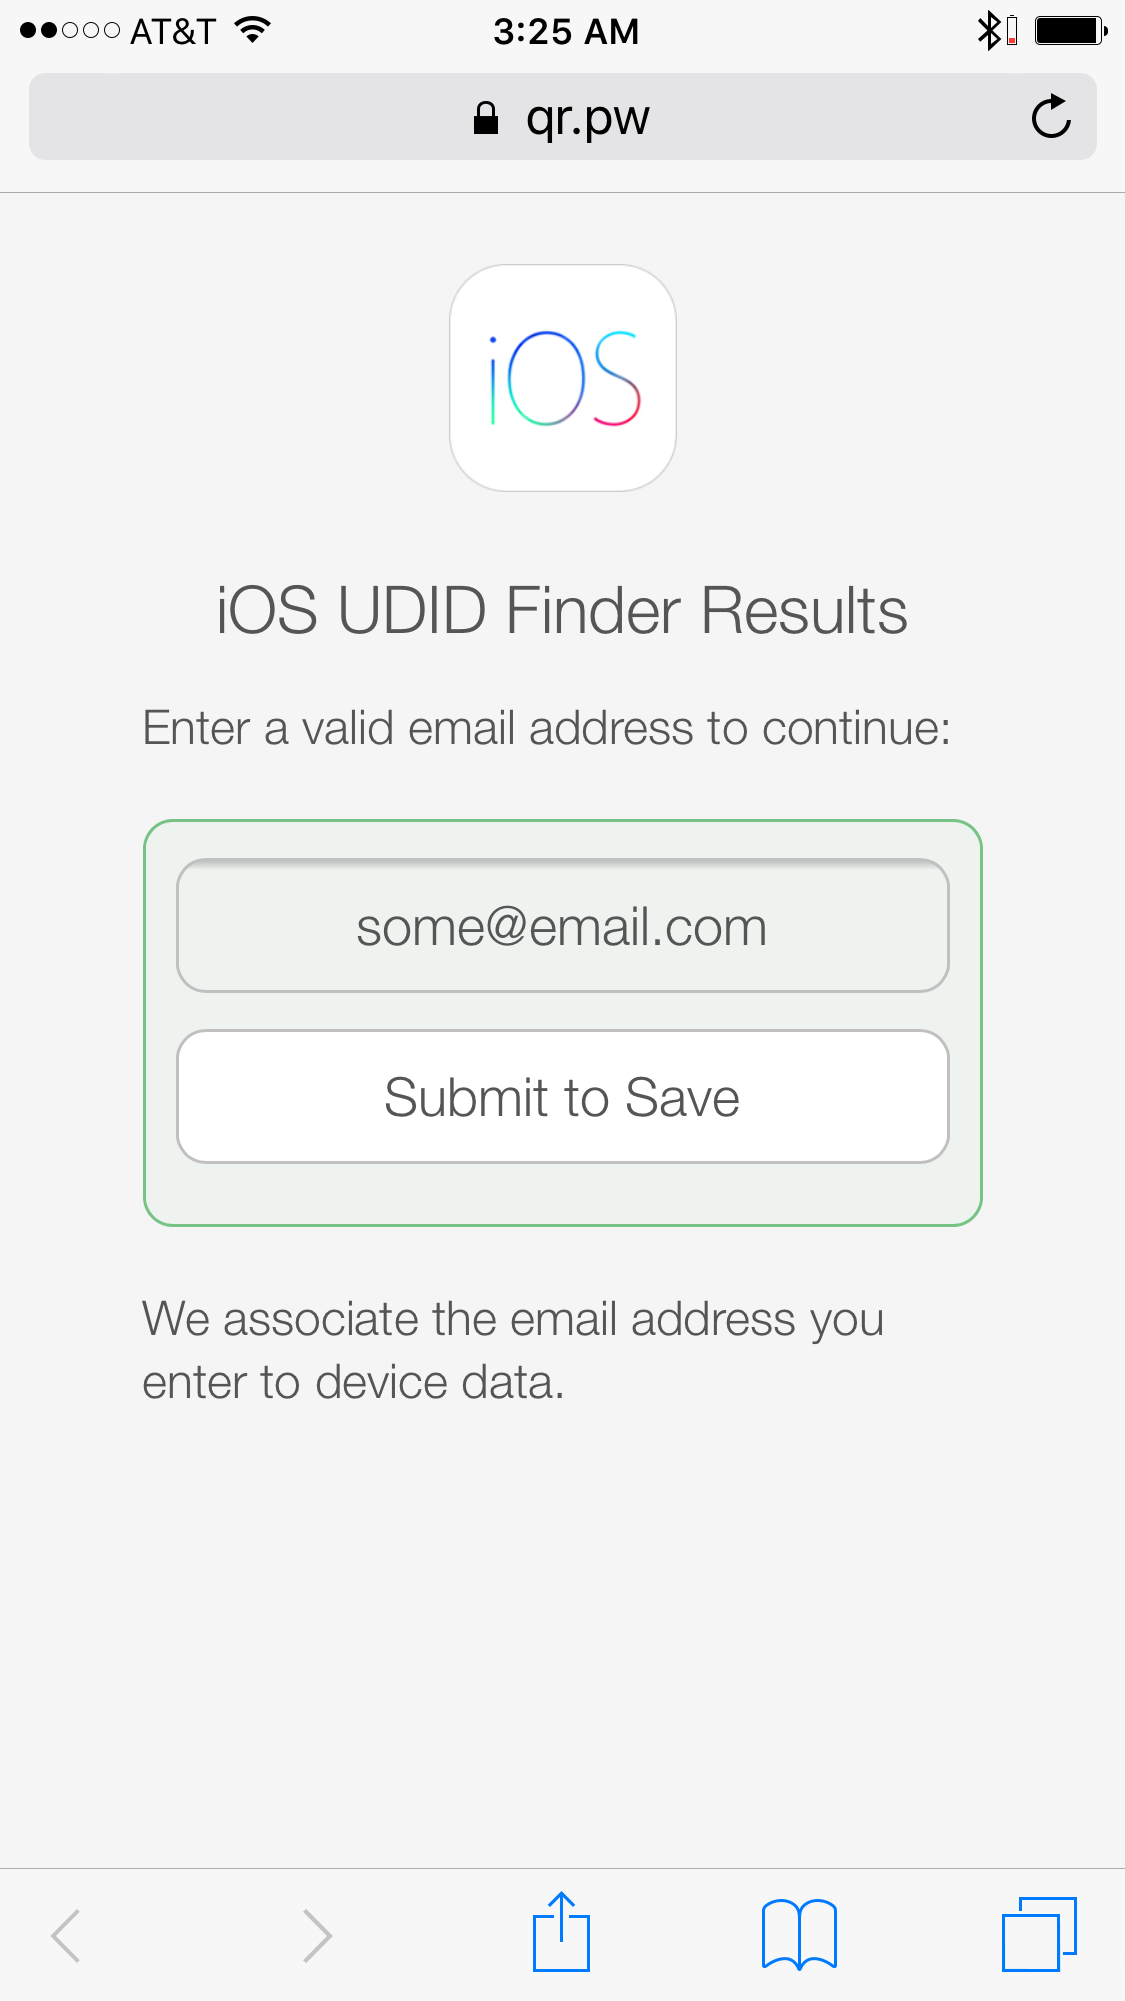 AT&T 3:25 AM
qr.pw
iOS
iOS UDID Finder Results
Enter a valid email address to continue:
some@email.com
Submit to Save
We associate the email address you
enter to device data.